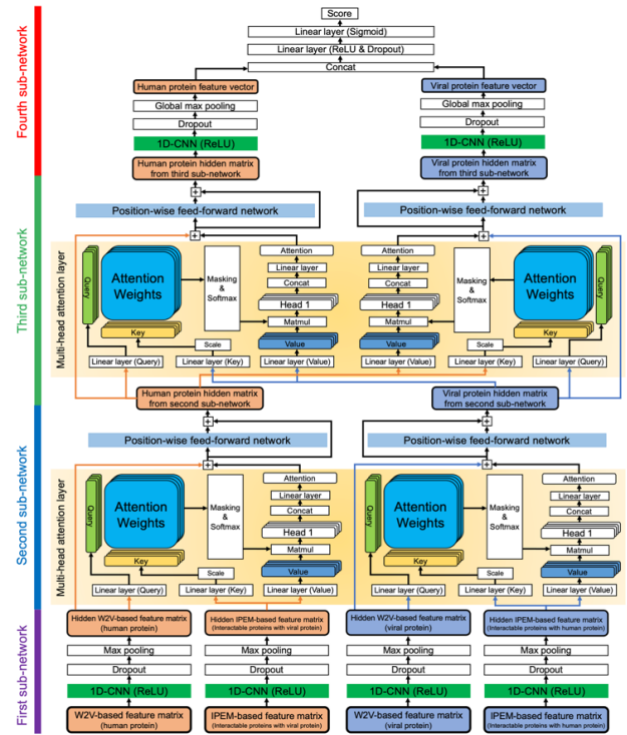 Score
Linear layer (Sigmoid)
Linear layer (ReLU & Dropout)
Concat
Fourth sub-network
Human protein feature vector
Viral protein feature vector
Global max pooling
Global max pooling
Dropout
Dropout
1D-CNN (ReLU)
1D-CNN (ReLU)
Human protein hidden matrix
from third sub-network
Viral protein hidden matrix
from third sub-network
+
+
Third sub-network
Position-wise feed-forward network
Position-wise feed-forward network
+
+
Multi-head attention layer
Query
Attention
Weights
Key
Masking
&
Softmax
Scale
Attention
Linear layer
Concat
Head 1
Matmul
Value
Linear layer (Query)
Linear layer (Key)
Linear layer (Value)
Attention
Linear layer
Concat
Head 1
Matmul
Value
Masking
&
Softmax
Scale
Attention
Weights
Key
Query
Linear layer (Value)
Linear layer (Key)
Linear layer (Query)
Human protein hidden matrix
from second sub-network
Viral protein hidden matrix
from second sub-network
+
+
Second sub-network
Position-wise feed-forward network
Position-wise feed-forward network
+
+
Multi-head attention layer
Query
Attention
Weights
Key
Masking
&
Softmax
Scale
Attention
Linear layer
Concat
Head 1
Matmul
Value
Linear layer (Query)
Linear layer (Key)
Linear layer (Value)
Query
Attention
Weights
Key
Masking
&
Softmax
Scale
Attention
Linear layer
Concat
Head 1
Matmul
Value
Linear layer (Query)
Linear layer (Key)
Linear layer (Value)
First sub-network
Hidden W2V-based feature matrix
(human protein)
Hidden IPEM-based feature matrix
(Interactable proteins with viral protein)
Hidden W2V-based feature matrix
(viral protein)
Hidden IPEM-based feature matrix
(Interactable proteins with human protein)
Max pooling
Max pooling
Max pooling
Max pooling
Dropout
Dropout
Dropout
Dropout
1D-CNN (ReLU)
1D-CNN (ReLU)
1D-CNN (ReLU)
1D-CNN (ReLU)
W2V-based feature matrix
(human protein)
IPEM-based feature matrix
(Interactable proteins with viral protein)
W2V-based feature matrix
(viral protein)
IPEM-based feature matrix
(Interactable proteins with human protein)